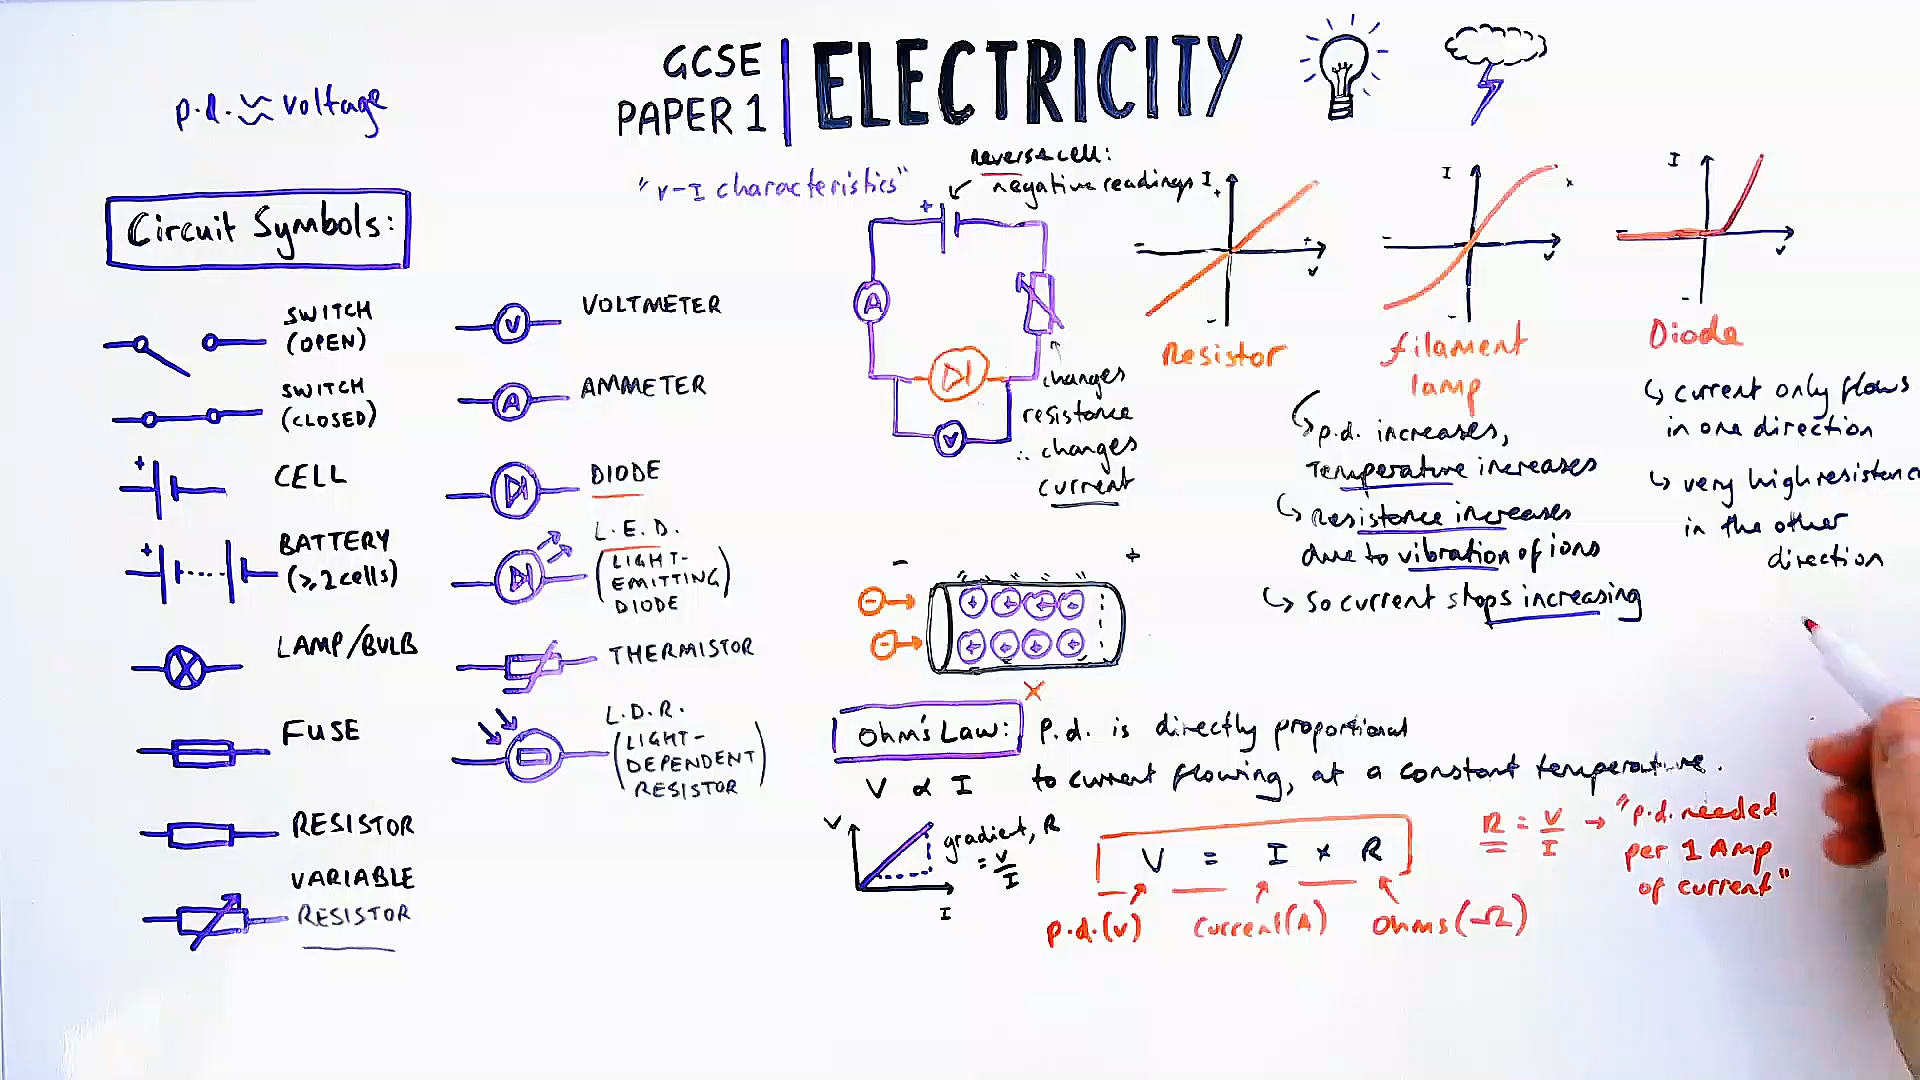 GCSE
PAPER 1
ELECTRICITY
p.d. ≈ voltage
Circuit Symbols:
SWITCH
(OPEN)
SWITCH
(CLOSED)
+
CELL
+
BATTERY
(≥2 cells)
LAMP/BULB
FUSE
RESISTOR
VARIABLE
RESISTOR
V
VOLTMETER
A
AMMETER
DIODE
L.E.D.
(LIGHT-
EMITTING
DIODE)
THERMISTOR
L.D.R.
(LIGHT-
DEPENDENT
RESISTOR)
"V-I characteristics"
Reverse cell:
negative readings
+
A
V
changes
resistance
∴ changes
current
I
+
-
+
V
-
Resistor
I
-
V
-
x
filament
lamp
↳ p.d. increases,
Temperature increases
↳ Resistance increases
due to vibration of ions
↳ So current stops increasing
I
-
V
-
Diode
↳ current only flows
in one direction
↳ very high resistance
in the other
direction
- +
- + + + +
- + + + +
x
Ohm's Law: P.d. is directly proportional
to current flowing, at a constant temperature.
V ∝ I
V
I
gradient, R
= V/I
V = I x R
p.d.(V) Current(A) Ohms(Ω)
R = V/I → "p.d. needed
per 1 Amp
of current"